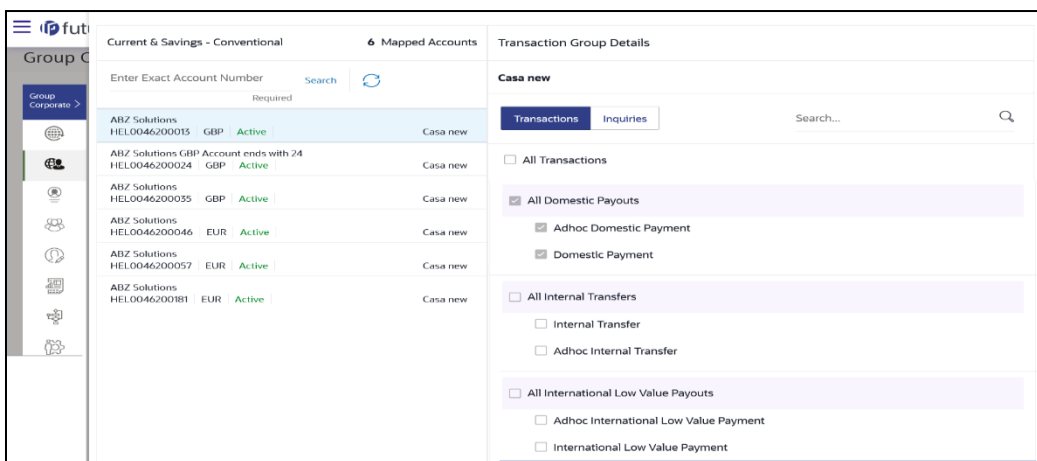 futu
Group C
Group
Corporate >
Current & Savings - Conventional
6 Mapped Accounts
Enter Exact Account Number
Search
Required
ABZ Solutions
HEL0046200013 GBP Active Casa new
ABZ Solutions GBP Account ends with 24
HEL0046200024 GBP Active Casa new
ABZ Solutions
HEL0046200035 GBP Active Casa new
ABZ Solutions
HEL0046200046 EUR Active Casa new
ABZ Solutions
HEL0046200057 EUR Active Casa new
ABZ Solutions
HEL0046200181 EUR Active Casa new
Transaction Group Details
Casa new
Transactions Inquiries Search...
All Transactions
All Domestic Payouts
Adhoc Domestic Payment
Domestic Payment
All Internal Transfers
Internal Transfer
Adhoc Internal Transfer
All International Low Value Payouts
Adhoc International Low Value Payment
International Low Value Payment